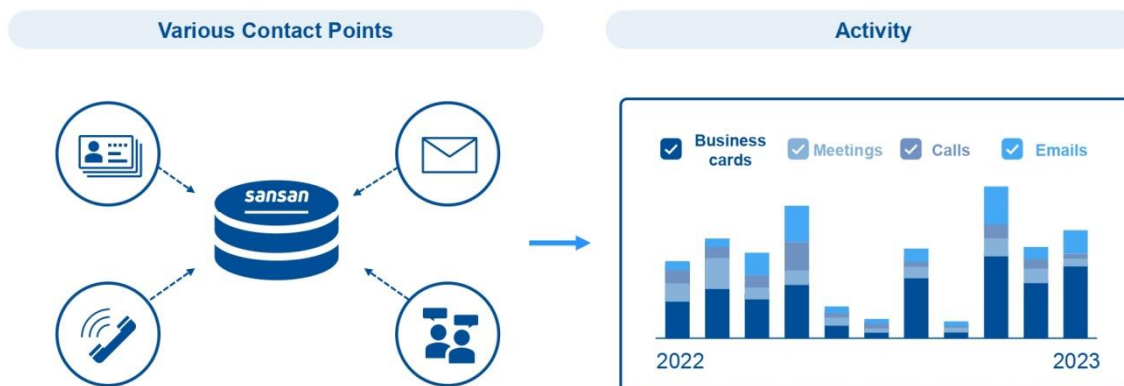 Various Contact Points
Activity
sansan
Business
cards
Meetings
Calls
Emails
2022
2023